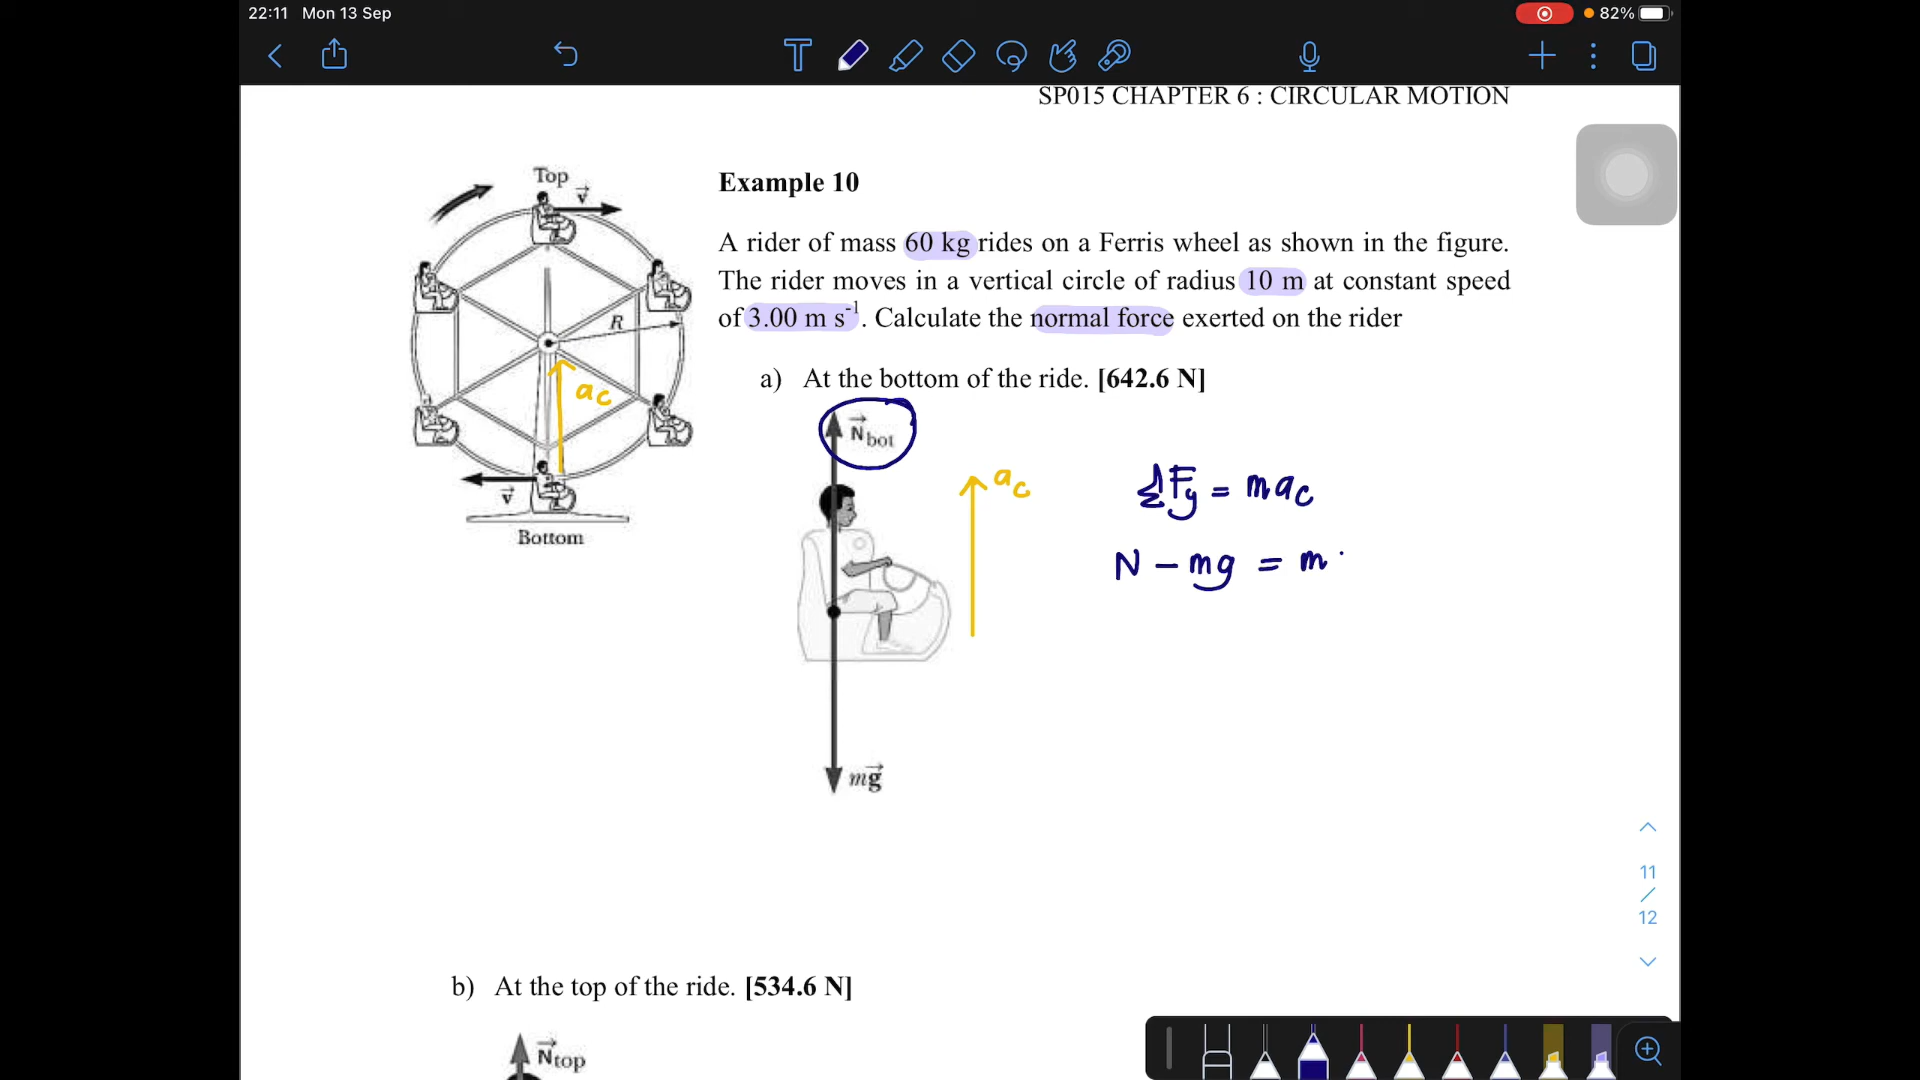 22:11 Mon 13 Sep
82%
SP015 CHAPTER 6 : CIRCULAR MOTION
Top
v
R
ac
v
Bottom
Example 10
A rider of mass 60 kg rides on a Ferris wheel as shown in the figure.
The rider moves in a vertical circle of radius 10 m at constant speed
of 3.00 m s⁻¹. Calculate the normal force exerted on the rider
a) At the bottom of the ride. [642.6 N]
N bot
ac
ΣFy = mac
N − mg = m
mg
11
/
12
b) At the top of the ride. [534.6 N]
N top